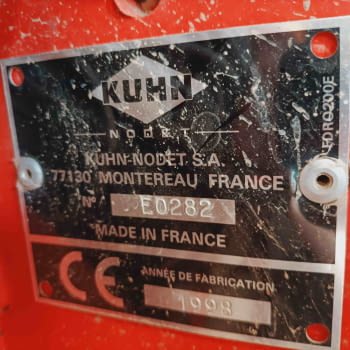 KUHN
NODET
KUHN-NODET S.A.
77130 MONTEREAU FRANCE
N° E0282
MADE IN FRANCE
CE
ANNÉE DE FABRICATION
1998